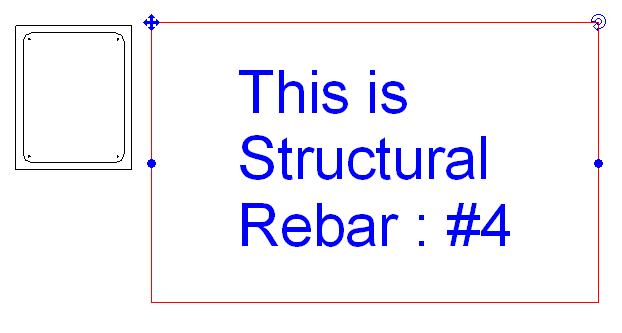 This is
Structural
Rebar : #4